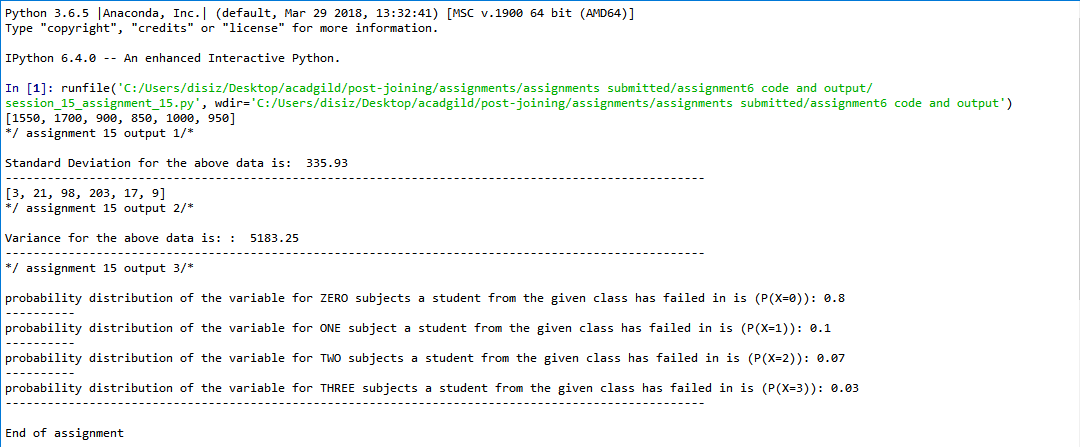 Python 3.6.5 |Anaconda, Inc.| (default, Mar 29 2018, 13:32:41) [MSC v.1900 64 bit (AMD64)]
Type "copyright", "credits" or "license" for more information.
IPython 6.4.0 -- An enhanced Interactive Python.
In [1]: runfile('C:/Users/disiz/Desktop/acadgild/post-joining/assignments/assignments submitted/assignment6 code and output/
session_15_assignment_15.py', wdir='C:/Users/disiz/Desktop/acadgild/post-joining/assignments/assignments submitted/assignment6 code and output')
[1550, 1700, 900, 850, 1000, 950]
*/ assignment 15 output 1/*
Standard Deviation for the above data is:  335.93
----------------------------------------------------------------------------------------------------
[3, 21, 98, 203, 17, 9]
*/ assignment 15 output 2/*
Variance for the above data is: :  5183.25
----------------------------------------------------------------------------------------------------
*/ assignment 15 output 3/*
probability distribution of the variable for ZERO subjects a student from the given class has failed in is (P(X=0)): 0.8
----------
probability distribution of the variable for ONE subject a student from the given class has failed in is (P(X=1)): 0.1
----------
probability distribution of the variable for TWO subjects a student from the given class has failed in is (P(X=2)): 0.07
----------
probability distribution of the variable for THREE subjects a student from the given class has failed in is (P(X=3)): 0.03
----------------------------------------------------------------------------------------------------
End of assignment